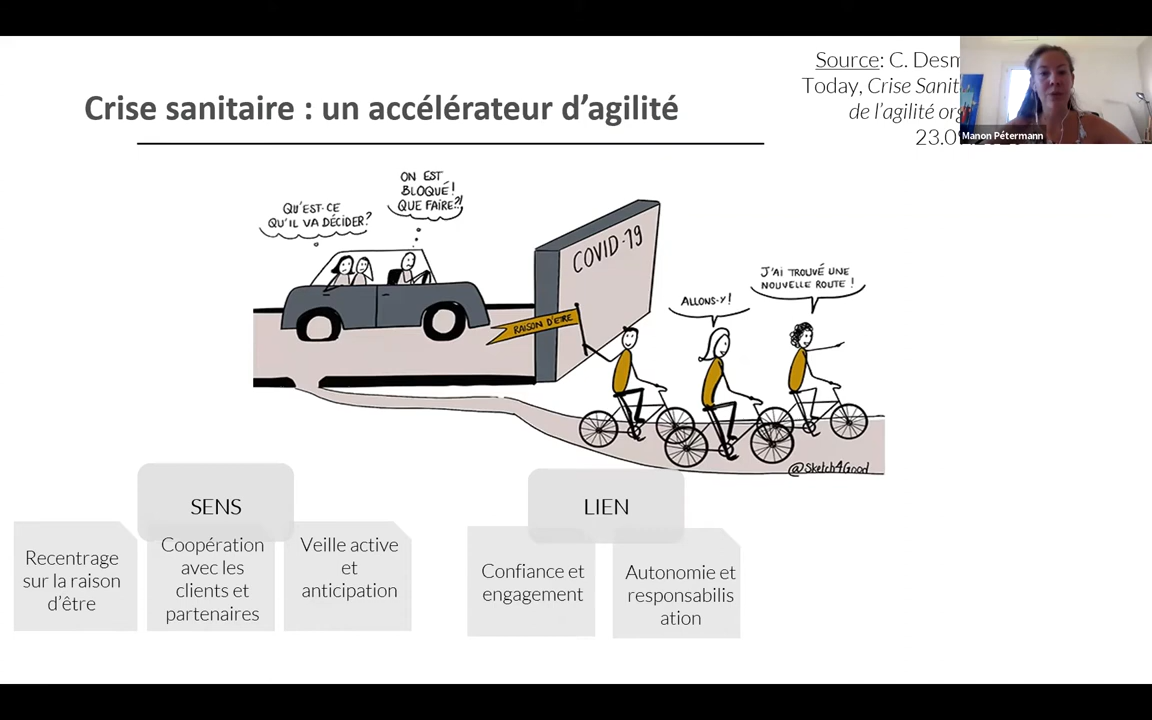 Source: C. Desm
Today, Crise Sanit
de l'agilité org
23.0
Manon Pétermann
Crise sanitaire : un accélérateur d'agilité
QU'EST-CE
QU'IL VA DÉCIDER?
ON EST
BLOQUÉ!
QUE FAIRE?!
COVID-19
RAISON D'ETRE
ALLONS-Y!
J'AI TROUVÉ UNE
NOUVELLE ROUTE!
@Sketch4Good
SENS
Recentrage
sur la raison
d'être
Coopération
avec les
clients et
partenaires
Veille active
et
anticipation
LIEN
Confiance et
engagement
Autonomie et
responsabilis
ation